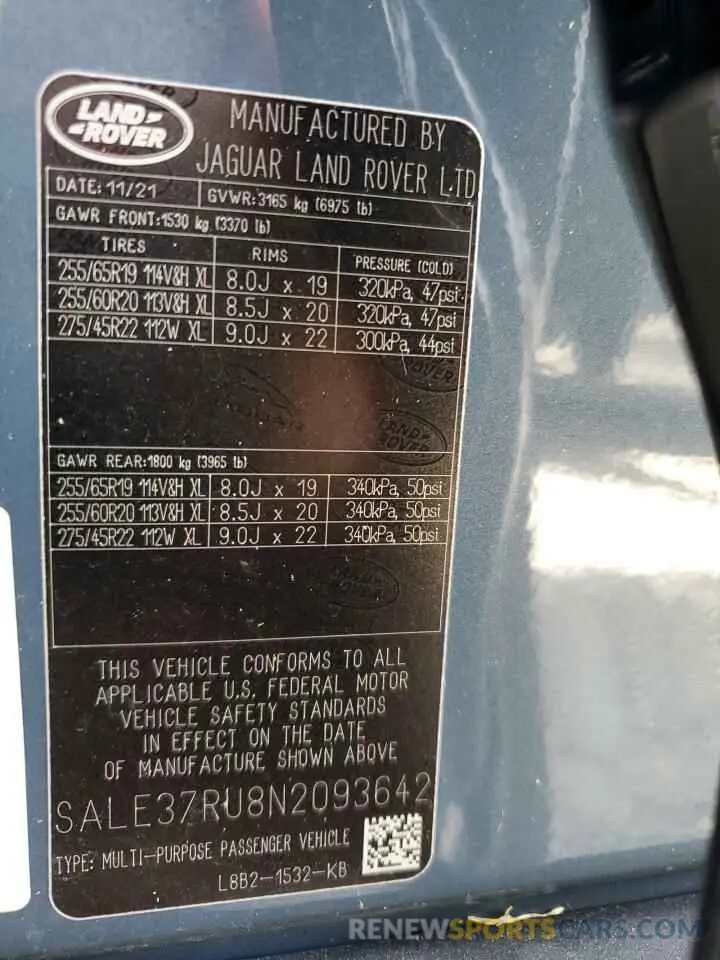 LAND
ROVER
MANUFACTURED BY
JAGUAR LAND ROVER LTD
DATE: 11/21 GVWR:3165 kg (6975 lb)
GAWR FRONT:1530 kg (3370 lb)
TIRES RIMS PRESSURE (COLD)
255/65R19 114V&H XL 8.0J x 19 320kPa, 47psi
255/60R20 113V&H XL 8.5J x 20 320kPa, 47psi
275/45R22 112W XL 9.0J x 22 300kPa, 44psi
GAWR REAR:1800 kg (3965 lb)
255/65R19 114V&H XL 8.0J x 19 340kPa, 50psi
255/60R20 113V&H XL 8.5J x 20 340kPa, 50psi
275/45R22 112W XL 9.0J x 22 340kPa, 50psi
THIS VEHICLE CONFORMS TO ALL
APPLICABLE U.S. FEDERAL MOTOR
VEHICLE SAFETY STANDARDS
IN EFFECT ON THE DATE
OF MANUFACTURE SHOWN ABOVE
SALE37RU8N2093642
TYPE: MULTI-PURPOSE PASSENGER VEHICLE
L8B2-1532-KB
RENEWSPORTSCARS.COM